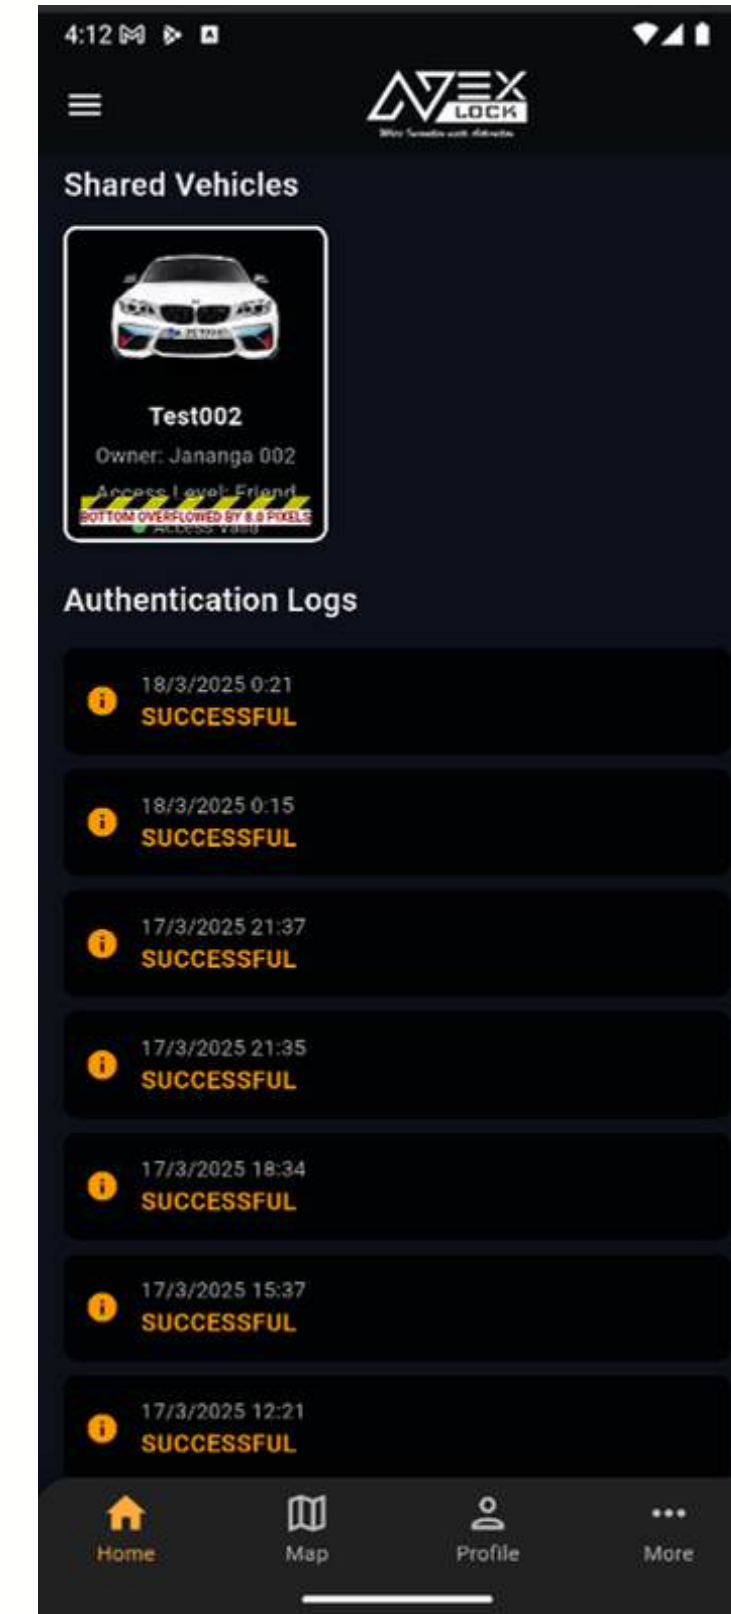 4:12
LOCK
Shared Vehicles
Test002
Owner: Jananga 002
Access Level: Friend
BOTTOM OVERFLOWED BY 8.0 PIXELS
Access Valid
Authentication Logs
18/3/2025 0:21
SUCCESSFUL
18/3/2025 0:15
SUCCESSFUL
17/3/2025 21:37
SUCCESSFUL
17/3/2025 21:35
SUCCESSFUL
17/3/2025 18:34
SUCCESSFUL
17/3/2025 15:37
SUCCESSFUL
17/3/2025 12:21
SUCCESSFUL
Home
Map
Profile
More